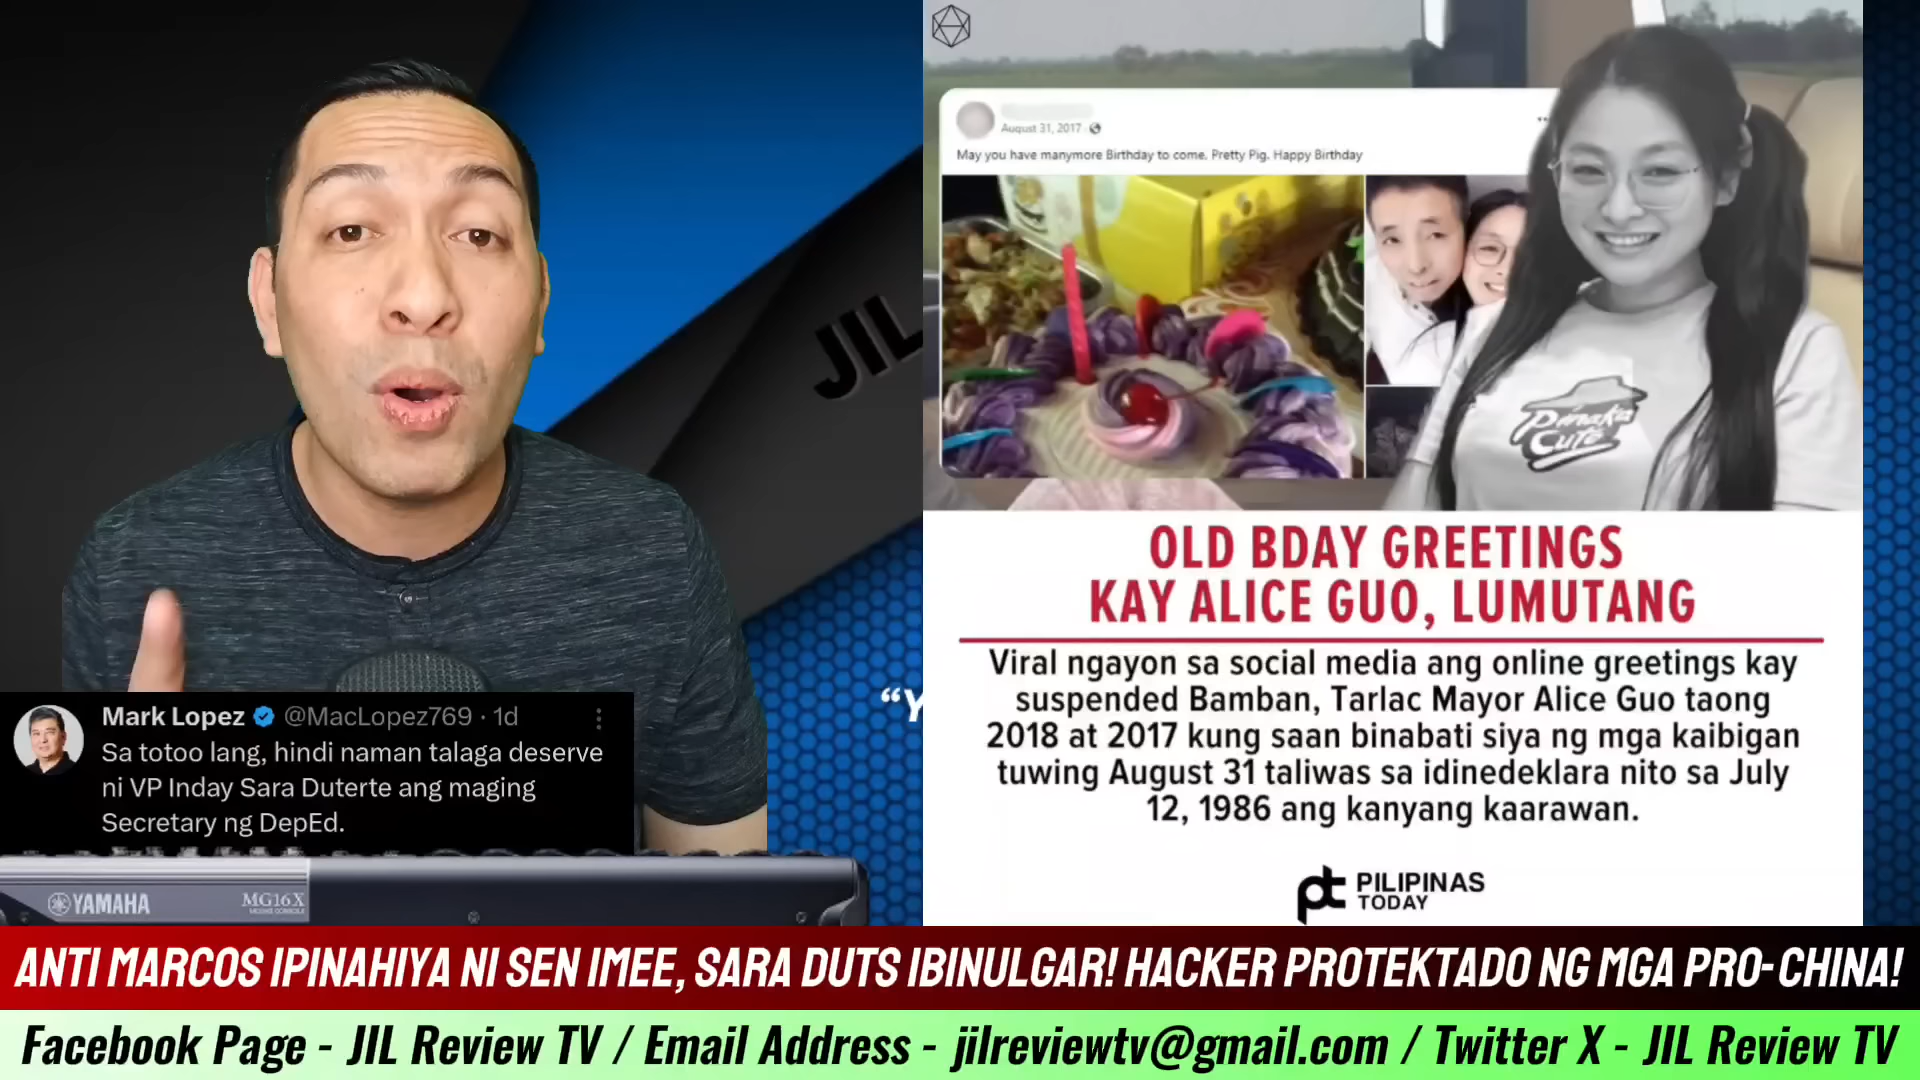 JIL
"Y
August 31, 2017
May you have manymore Birthday to come. Pretty Pig. Happy Birthday
Pinaka
Cute
OLD BDAY GREETINGS
KAY ALICE GUO, LUMUTANG
Viral ngayon sa social media ang online greetings kay
suspended Bamban, Tarlac Mayor Alice Guo taong
2018 at 2017 kung saan binabati siya ng mga kaibigan
tuwing August 31 taliwas sa idinedeklara nito sa July
12, 1986 ang kanyang kaarawan.
pt PILIPINAS
TODAY
Mark Lopez @MacLopez769 · 1d
Sa totoo lang, hindi naman talaga deserve
ni VP Inday Sara Duterte ang maging
Secretary ng DepEd.
YAMAHA
MG16X
MIXING CONSOLE
ANTI MARCOS IPINAHIYA NI SEN IMEE, SARA DUTS IBINULGAR! HACKER PROTEKTADO NG MGA PRO-CHINA!
Facebook Page - JIL Review TV / Email Address - jilreviewtv@gmail.com / Twitter X - JIL Review TV